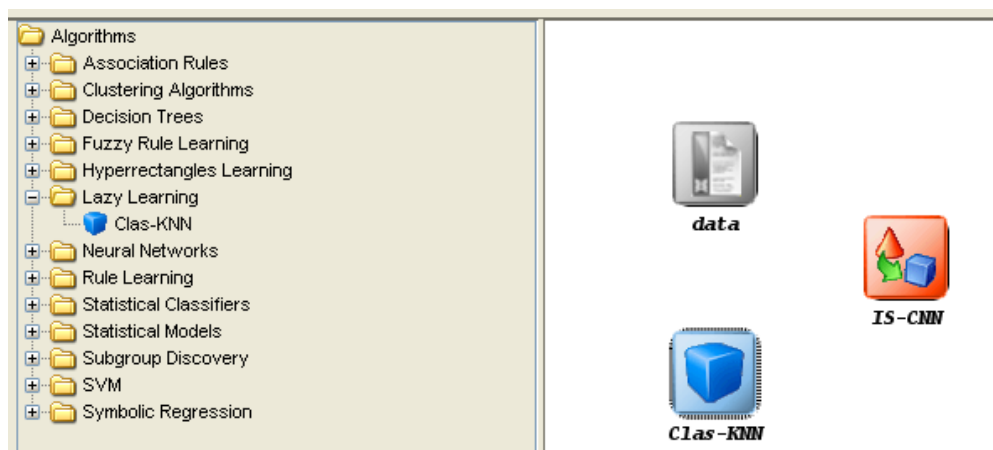 Algorithms
Association Rules
Clustering Algorithms
Decision Trees
Fuzzy Rule Learning
Hyperrectangles Learning
Lazy Learning
Clas-KNN
Neural Networks
Rule Learning
Statistical Classifiers
Statistical Models
Subgroup Discovery
SVM
Symbolic Regression
data
IS-CNN
Clas-KNN